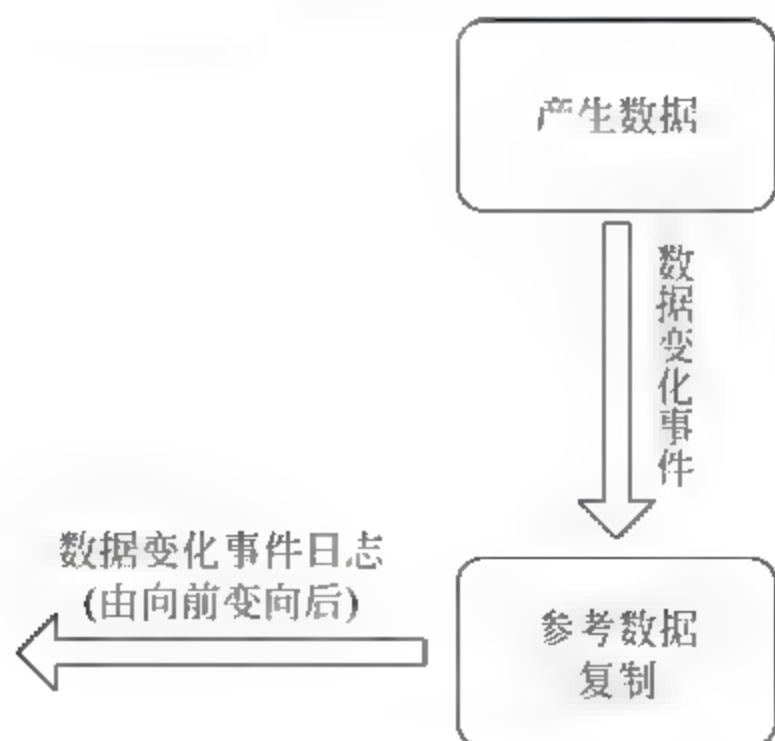 产生数据
数据变化事件
数据变化事件日志
(由向前变向后)
参考数据
复制